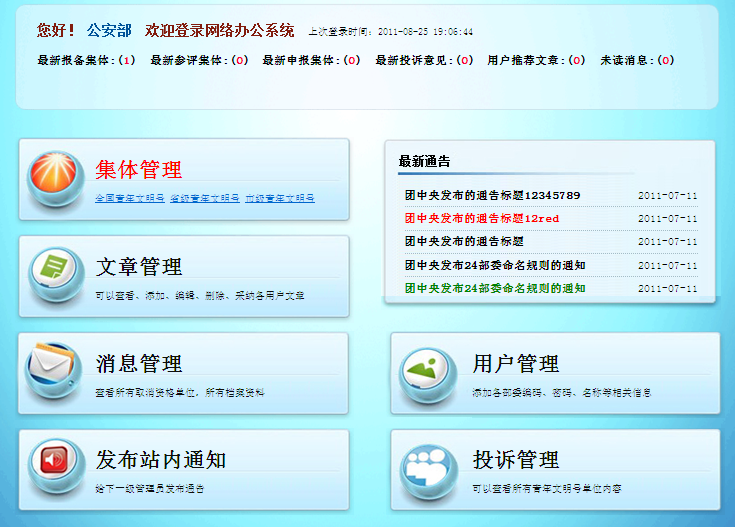 您好！ 公安部 欢迎登录网络办公系统 上次登录时间：2011-08-25 19:06:44
最新报备集体：(1) 最新参评集体：(0) 最新申报集体：(0) 最新投诉意见：(0) 用户推荐文章：(0) 未读消息：(0)
集体管理
全国青年文明号 省级青年文明号 市级青年文明号
最新通告
团中央发布的通告标题12345789 2011-07-11
团中央发布的通告标题12red 2011-07-11
团中央发布的通告标题 2011-07-11
团中央发布24部委命名规则的通知 2011-07-11
团中央发布24部委命名规则的通知 2011-07-11
文章管理
可以查看、添加、编辑、删除、采纳各用户文章
消息管理
查看所有取消资格单位，所有档案资料
用户管理
添加各部委编码、密码、名称等相关信息
发布站内通知
给下一级管理员发布通告
投诉管理
可以查看所有青年文明号单位内容